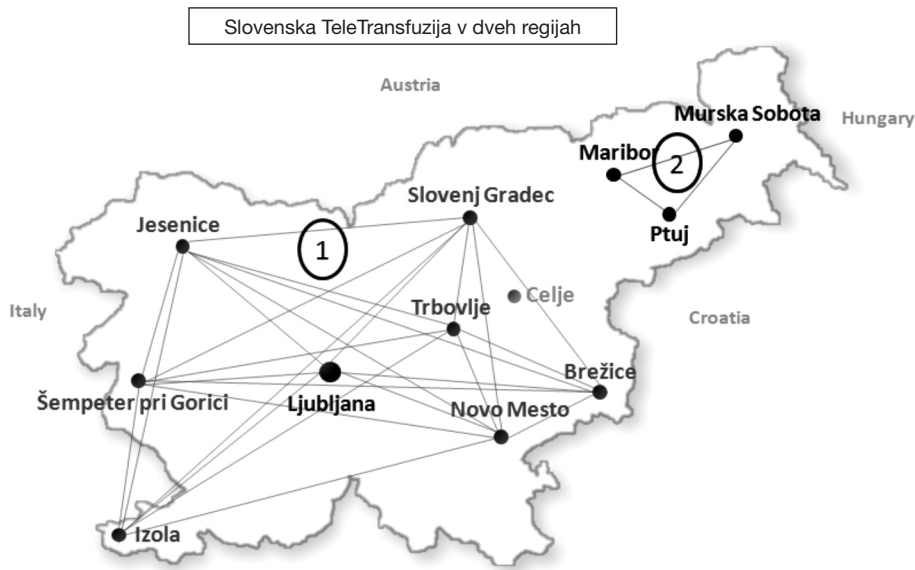 Slovenska TeleTransfuzija v dveh regijah
Austria
Murska Sobota
Hungary
Maribor
2
Slovenj Gradec
Ptuj
Jesenice
1
Celje
Italy
Trbovlje
Croatia
Brežice
Šempeter pri Gorici
Ljubljana
Novo Mesto
Izola